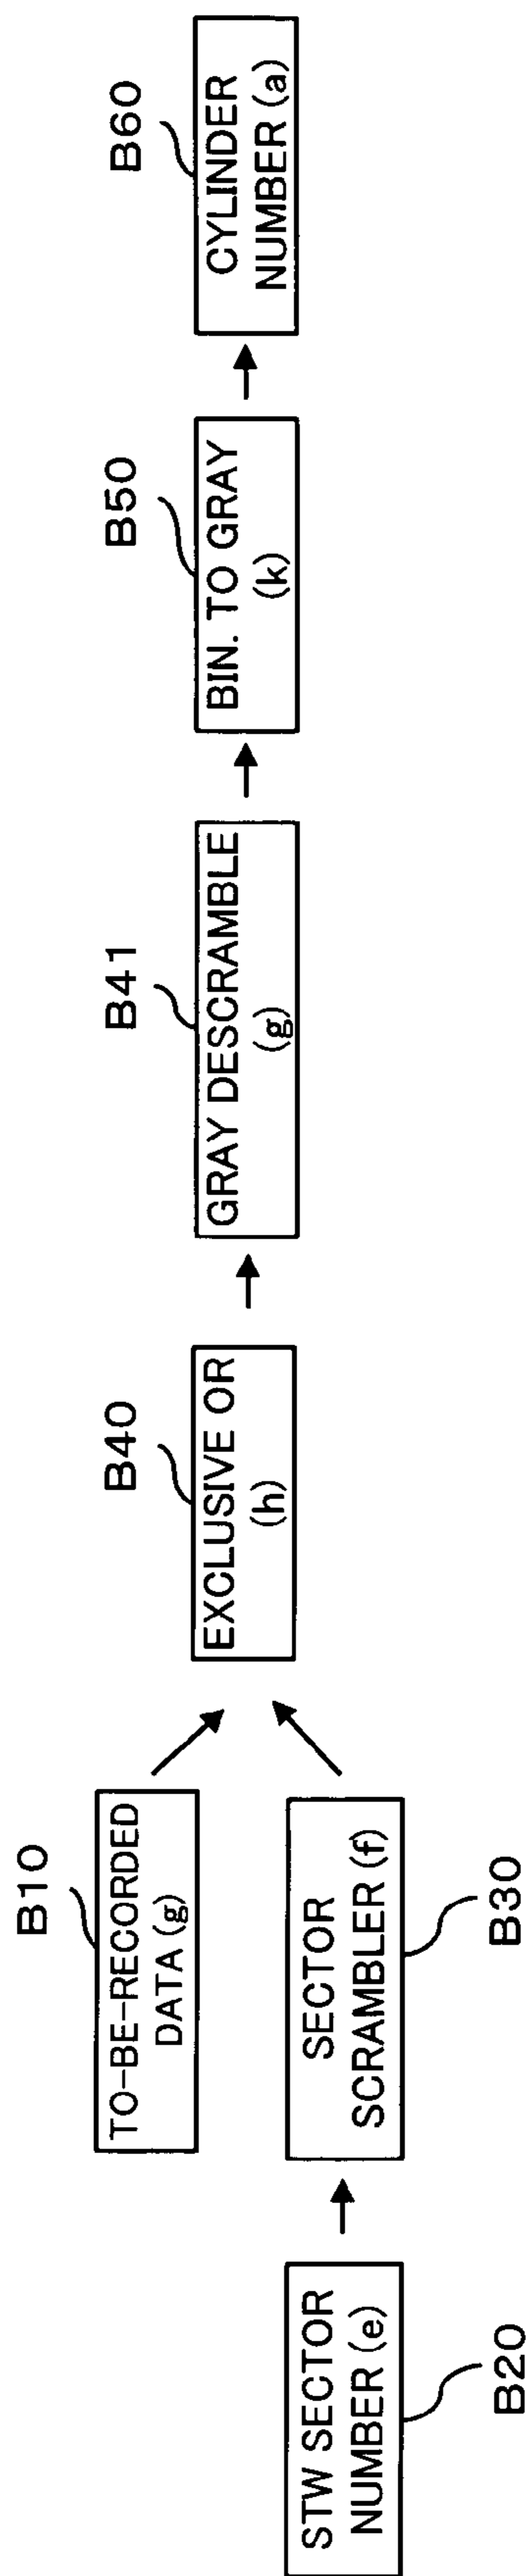 B10
TO-BE-RECORDED
DATA (g)
STW SECTOR
NUMBER (e)
B20
SECTOR
SCRAMBLER (f)
B30
B40
EXCLUSIVE OR
(h)
B41
GRAY DESCRAMBLE
(g)
B50
BIN. TO GRAY
(k)
B60
CYLINDER
NUMBER (a)